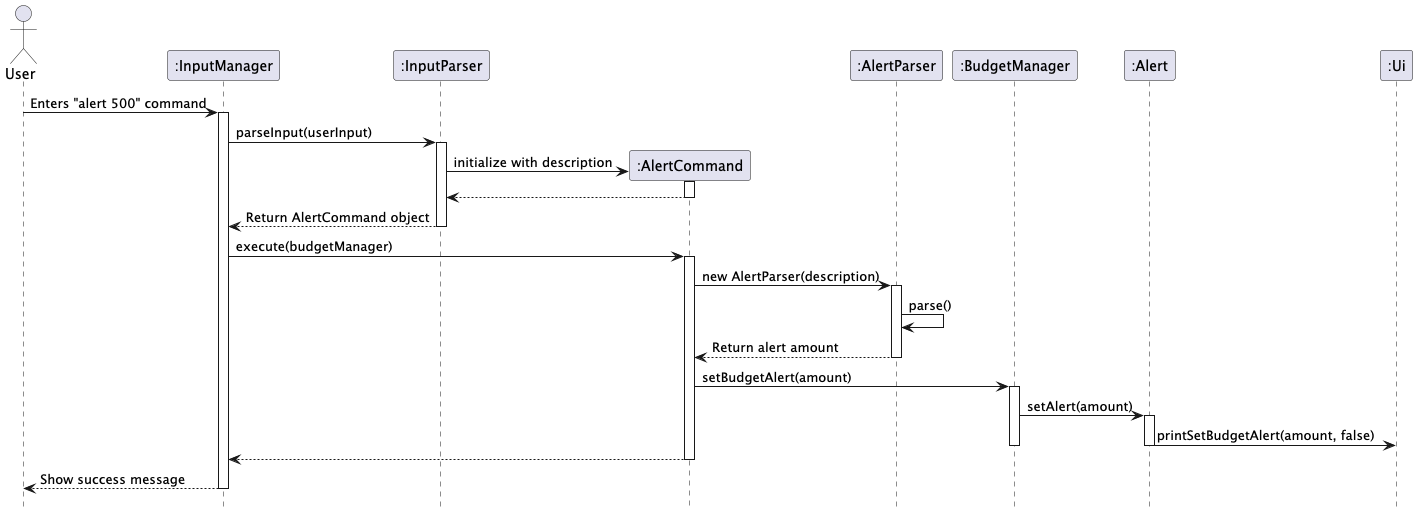 User
:InputManager
:InputParser
:AlertParser
:BudgetManager
:Alert
:Ui
Enters "alert 500" command
parseInput(userInput)
initialize with description
:AlertCommand
Return AlertCommand object
execute(budgetManager)
new AlertParser(description)
parse()
Return alert amount
setBudgetAlert(amount)
setAlert(amount)
printSetBudgetAlert(amount, false)
Show success message